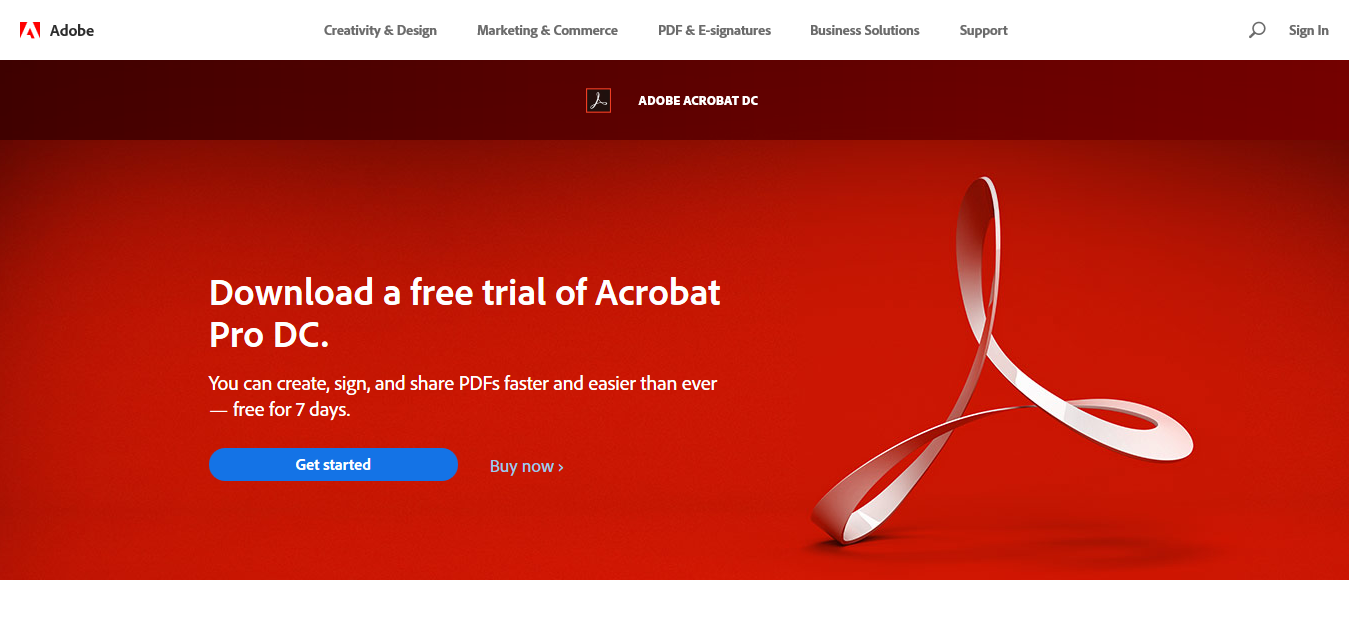 Adobe
Creativity & Design
Marketing & Commerce
PDF & E-signatures
Business Solutions
Support
Sign In
ADOBE ACROBAT DC
Download a free trial of Acrobat
Pro DC.
You can create, sign, and share PDFs faster and easier than ever
— free for 7 days.
Get started
Buy now ›